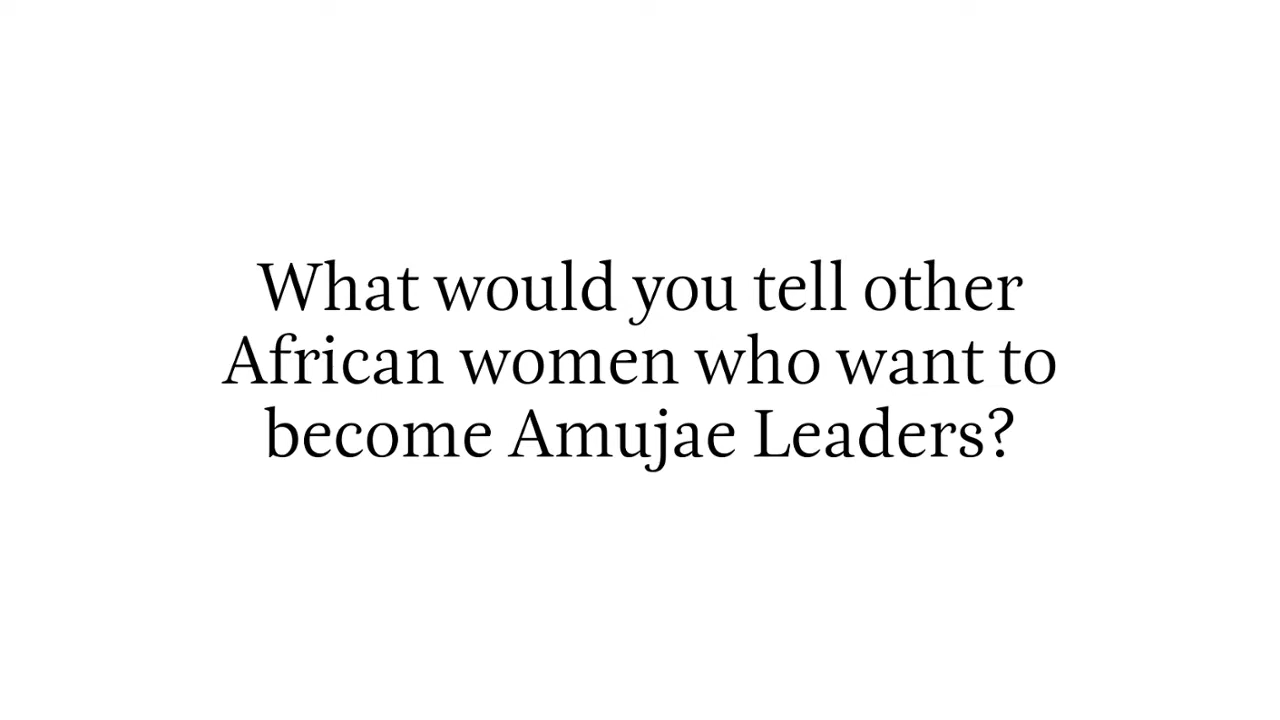 What would you tell other
African women who want to
become Amujae Leaders?